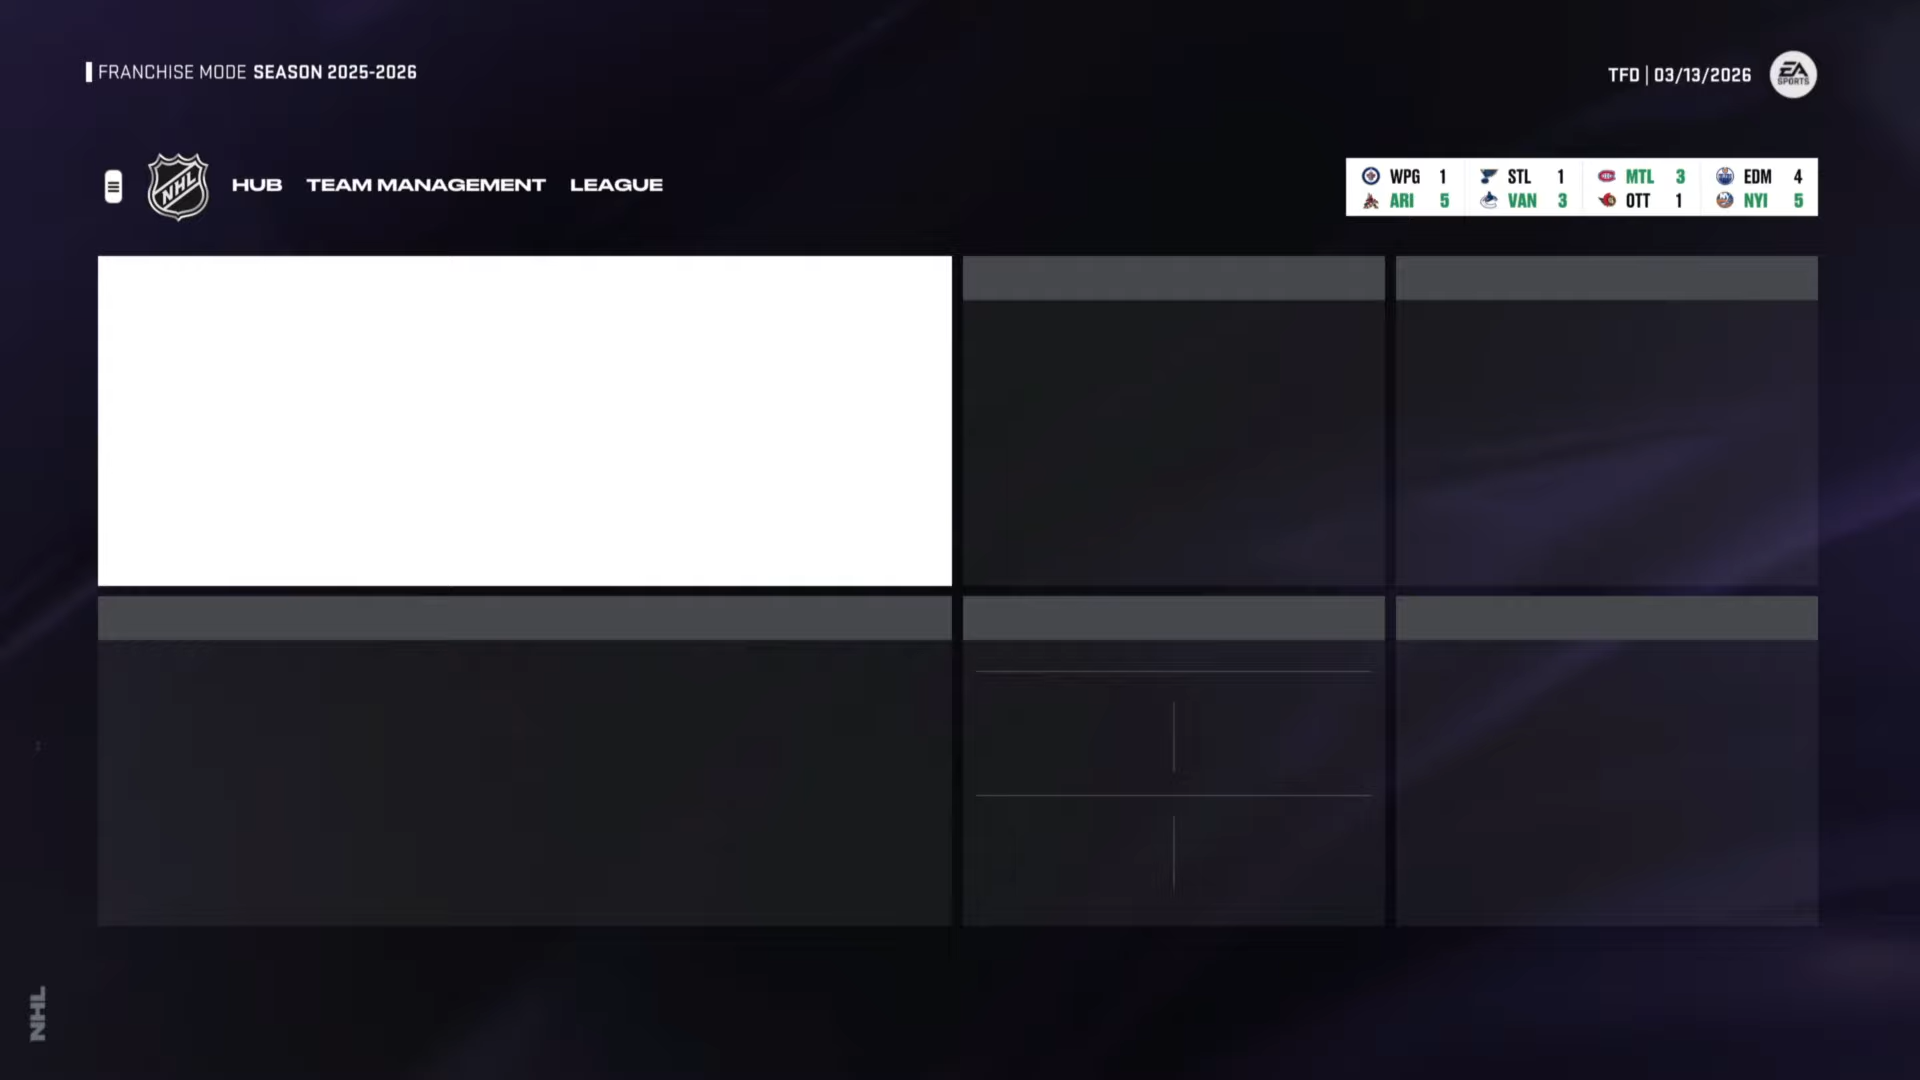 FRANCHISE MODE SEASON 2025-2026
TFD | 03/13/2026
EA SPORTS
NHL
HUB TEAM MANAGEMENT LEAGUE
WPG 1 STL 1 MTL 3 EDM 4
ARI 5 VAN 3 OTT 1 NYI 5
NHL